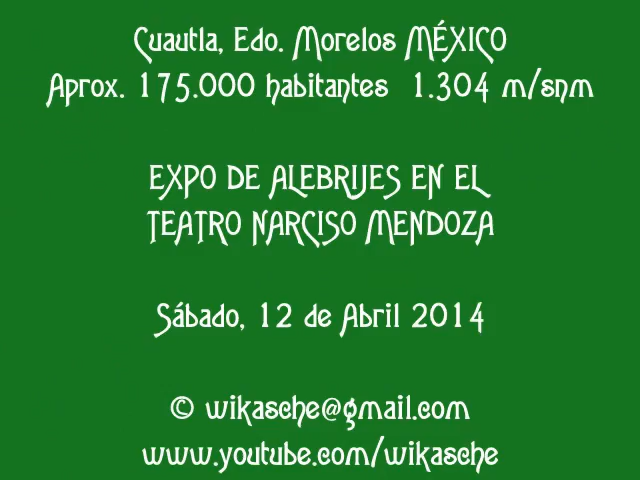 Cuautla, Edo. Morelos MÉXICO
Aprox. 175.000 habitantes 1.304 m/snm
EXPO DE ALEBRIJES EN EL
TEATRO NARCISO MENDOZA
Sábado, 12 de Abril 2014
© wikasche@gmail.com
www.youtube.com/wikasche